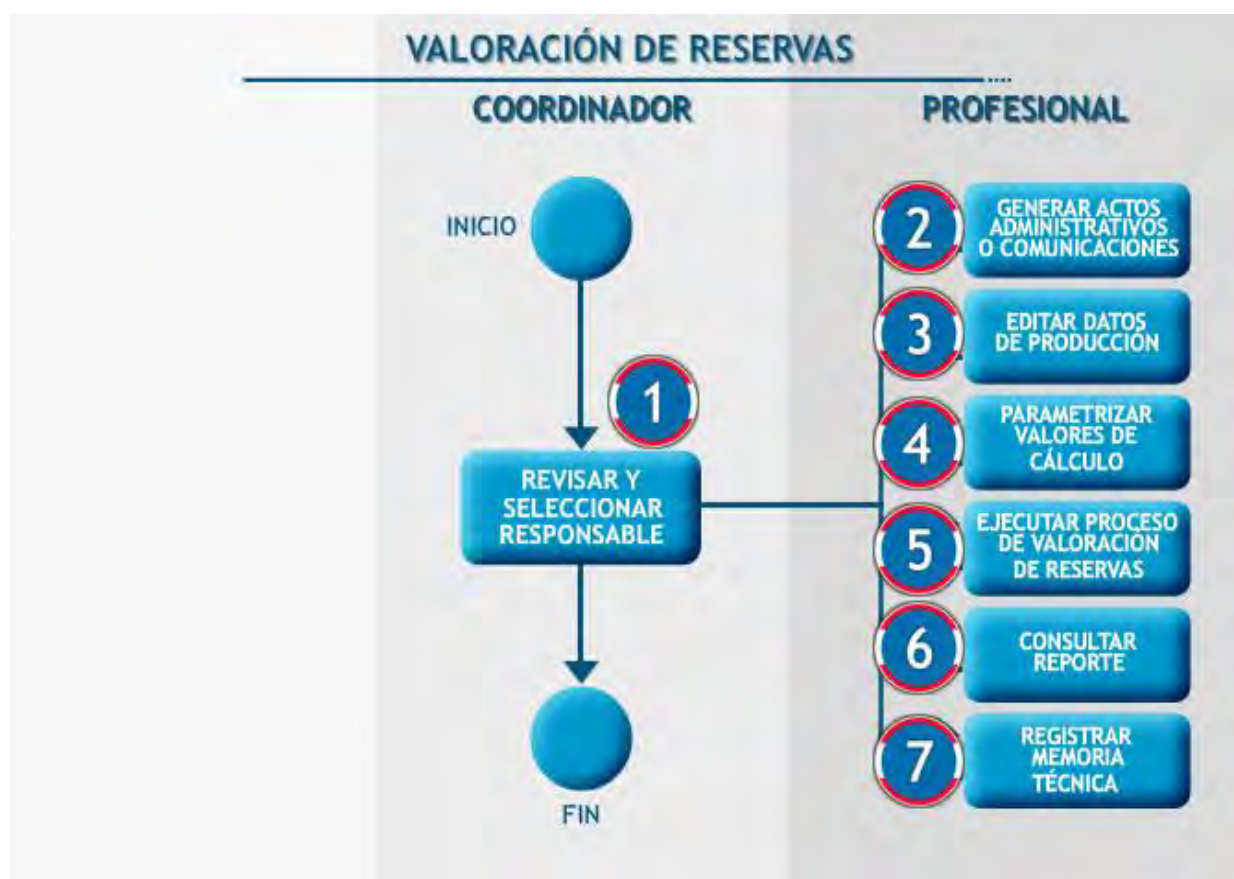 VALORACIÓN DE RESERVAS
COORDINADOR
PROFESIONAL
INICIO
1
REVISAR Y
SELECCIONAR
RESPONSABLE
FIN
2
GENERAR ACTOS
ADMINISTRATIVOS
O COMUNICACIONES
3
EDITAR DATOS
DE PRODUCCIÓN
4
PARAMETRIZAR
VALORES DE
CÁLCULO
5
EJECUTAR PROCESO
DE VALORACIÓN
DE RESERVAS
6
CONSULTAR
REPORTE
7
REGISTRAR
MEMORIA
TÉCNICA